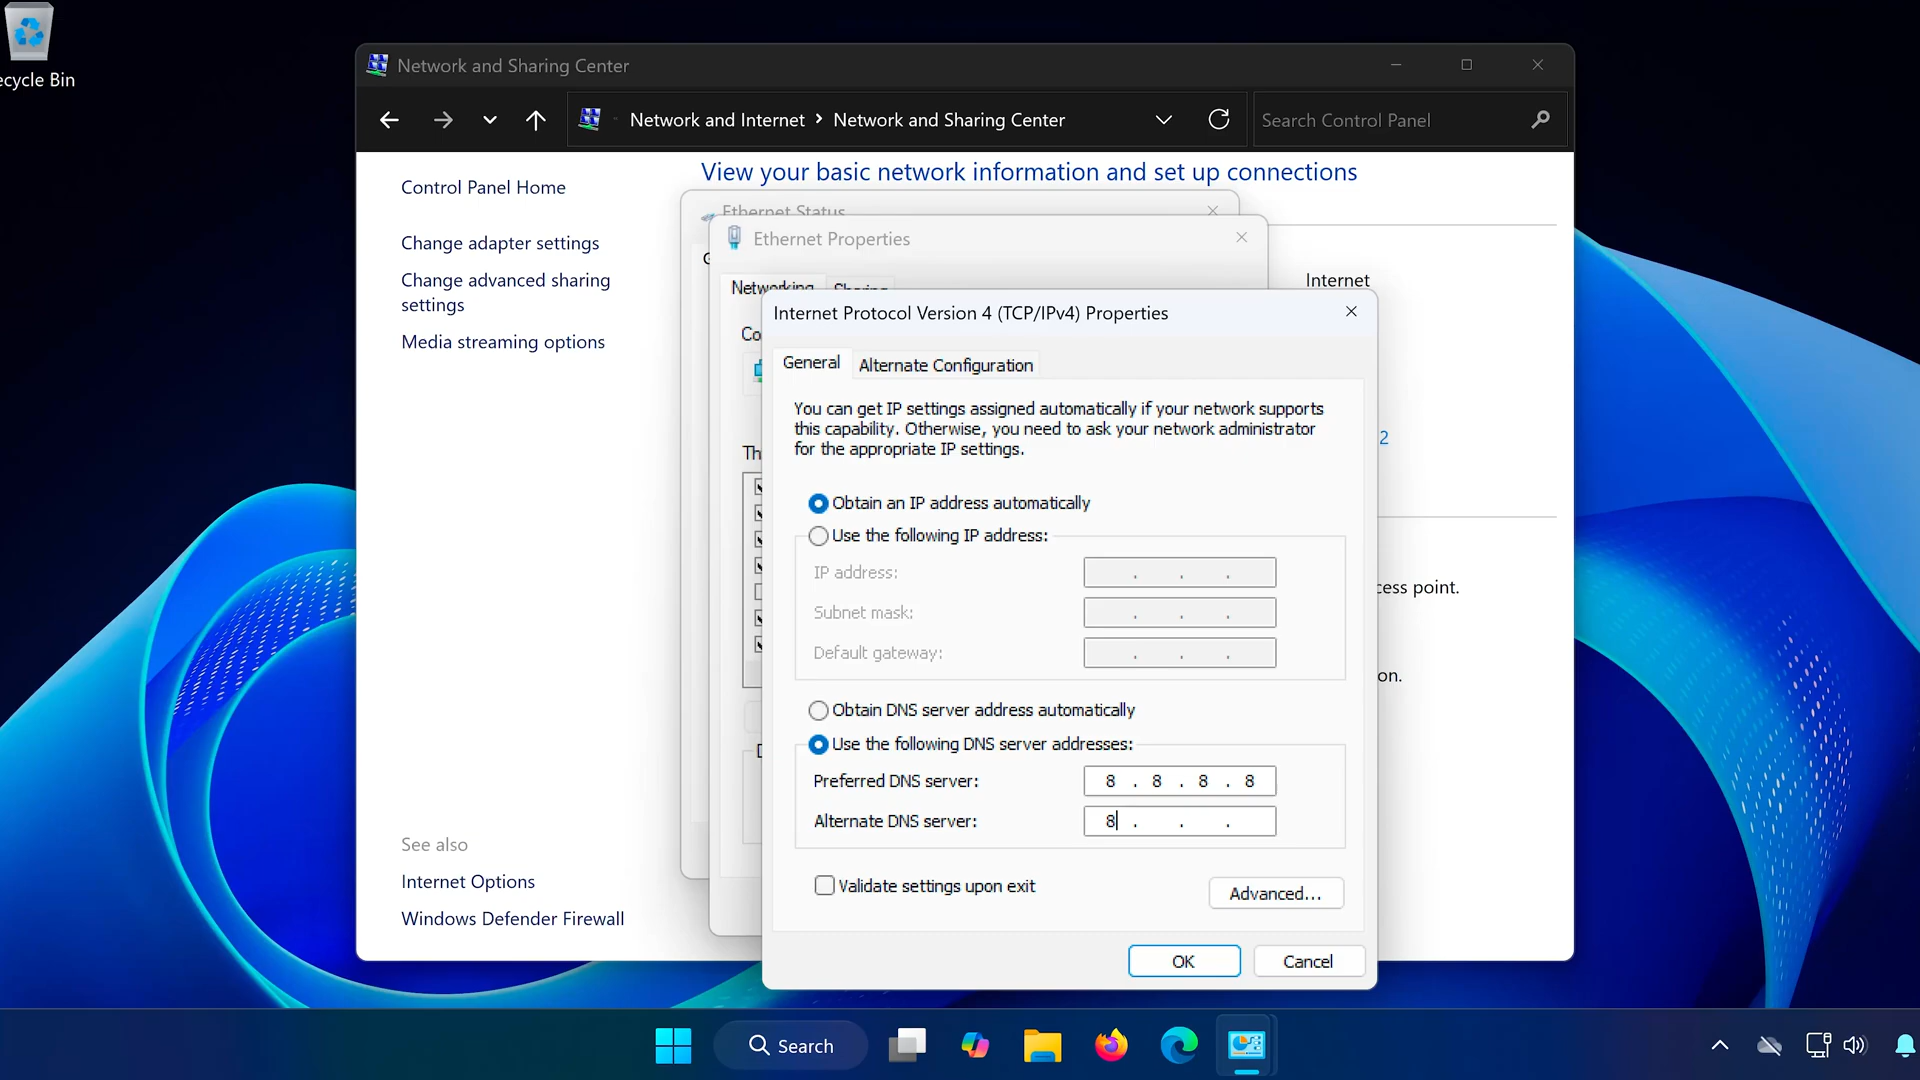 ecycle Bin
Network and Sharing Center
Network and Internet > Network and Sharing Center
Search Control Panel
View your basic network information and set up connections
Control Panel Home
Change adapter settings
Change advanced sharing
settings
Media streaming options
See also
Internet Options
Windows Defender Firewall
Ethernet Status
Ethernet Properties
Networking Sharing
Internet
Co
Th
2
cess point.
on.
Internet Protocol Version 4 (TCP/IPv4) Properties
General
Alternate Configuration
You can get IP settings assigned automatically if your network supports
this capability. Otherwise, you need to ask your network administrator
for the appropriate IP settings.
Obtain an IP address automatically
Use the following IP address:
IP address: . . .
Subnet mask: . . .
Default gateway: . . .
Obtain DNS server address automatically
Use the following DNS server addresses:
Preferred DNS server: 8 . 8 . 8 . 8
Alternate DNS server: 8 . . .
Validate settings upon exit
Advanced...
OK
Cancel
Search